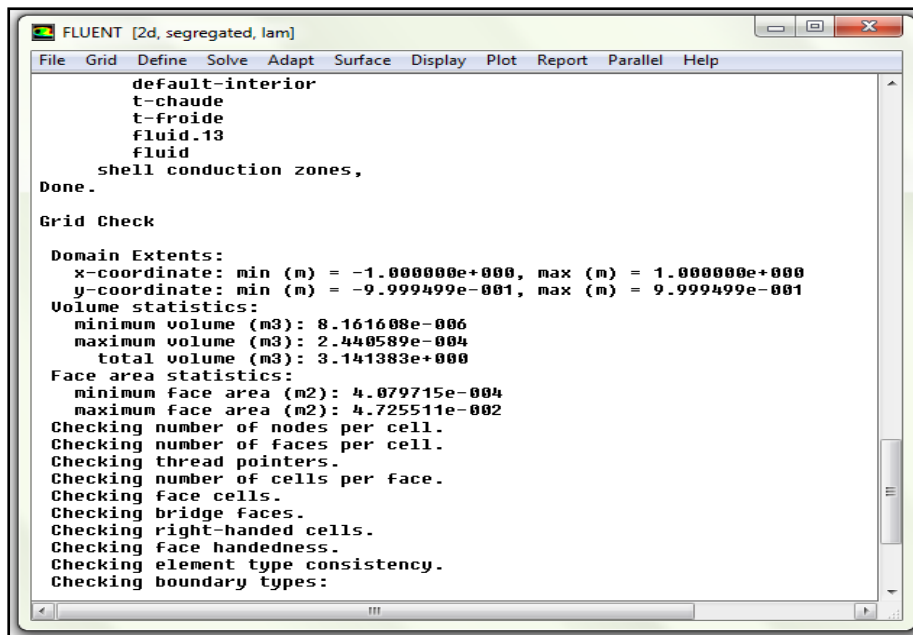 FLUENT [2d, segregated, lam]
File Grid Define Solve Adapt Surface Display Plot Report Parallel Help
default-interior
t-chaude
t-froide
fluid.13
fluid
shell conduction zones,
Done.
Grid Check
Domain Extents:
x-coordinate: min (m) = -1.000000e+000, max (m) = 1.000000e+000
y-coordinate: min (m) = -9.999499e-001, max (m) = 9.999499e-001
Volume statistics:
minimum volume (m3): 8.161608e-006
maximum volume (m3): 2.440589e-004
total volume (m3): 3.141383e+000
Face area statistics:
minimum face area (m2): 4.079715e-004
maximum face area (m2): 4.725511e-002
Checking number of nodes per cell.
Checking number of faces per cell.
Checking thread pointers.
Checking number of cells per face.
Checking face cells.
Checking bridge faces.
Checking right-handed cells.
Checking face handedness.
Checking element type consistency.
Checking boundary types: